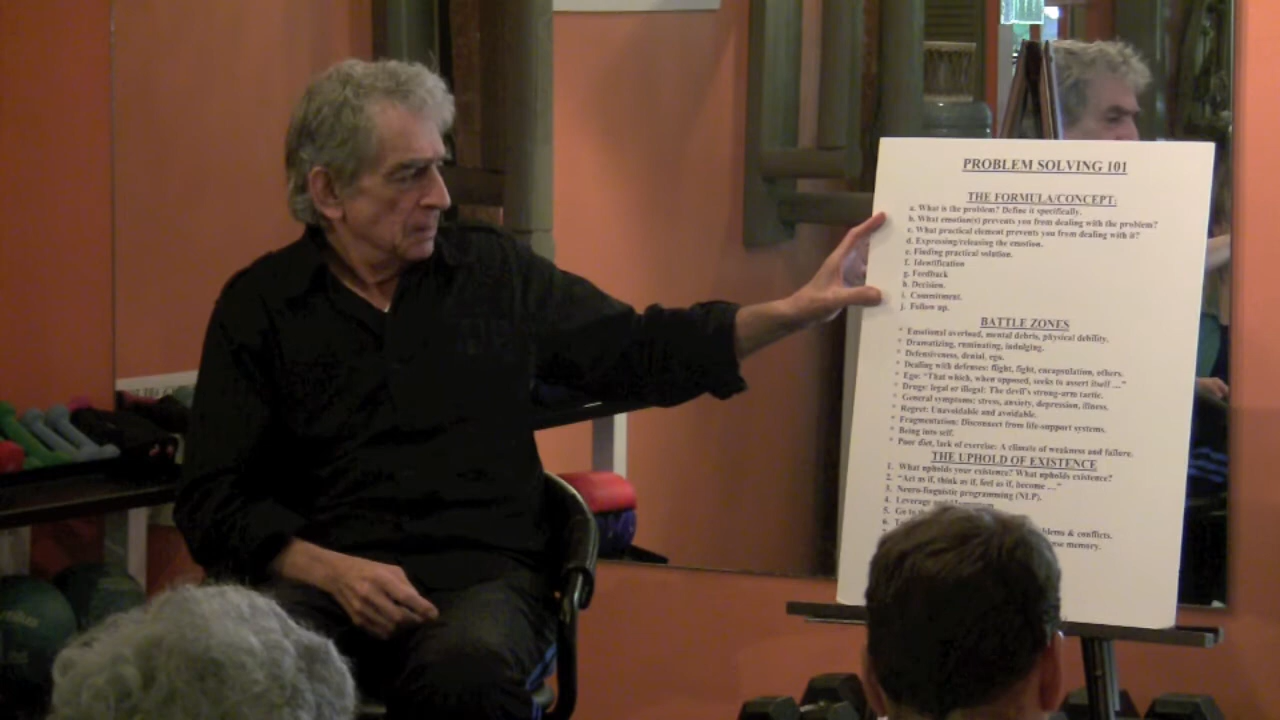 PROBLEM SOLVING 101
THE FORMULA/CONCEPT:
a. What is the problem? Define it specifically.
b. What emotion(s) prevents you from dealing with the problem?
c. What practical element prevents you from dealing with it?
d. Expressing/releasing the emotion.
e. Finding practical solution.
f. Identification
g. Feedback
h. Decision.
i. Commitment.
j. Follow up.
BATTLE ZONES
* Emotional overload, mental debris, physical debility.
* Dramatizing, ruminating, indulging.
* Defensiveness, denial, ego.
* Dealing with defenses: flight, fight, encapsulation, others.
* Ego: "That which, when opposed, seeks to assert itself ...."
* Drugs: legal or illegal: The devil's strong-arm tactic.
* General symptoms: stress, anxiety, depression, illness.
* Regret: Unavoidable and avoidable.
* Fragmentation: Disconnect from life-support systems.
* Being into self.
* Poor diet, lack of exercise: A climate of weakness and failure.
THE UPHOLD OF EXISTENCE
1. What upholds your existence? What upholds existence?
2. "Act as if, think as if, feel as if, become ...."
3. Neuro-linguistic programming (NLP).
4. Leverage
5. Go to
6. & conflicts.
memory.